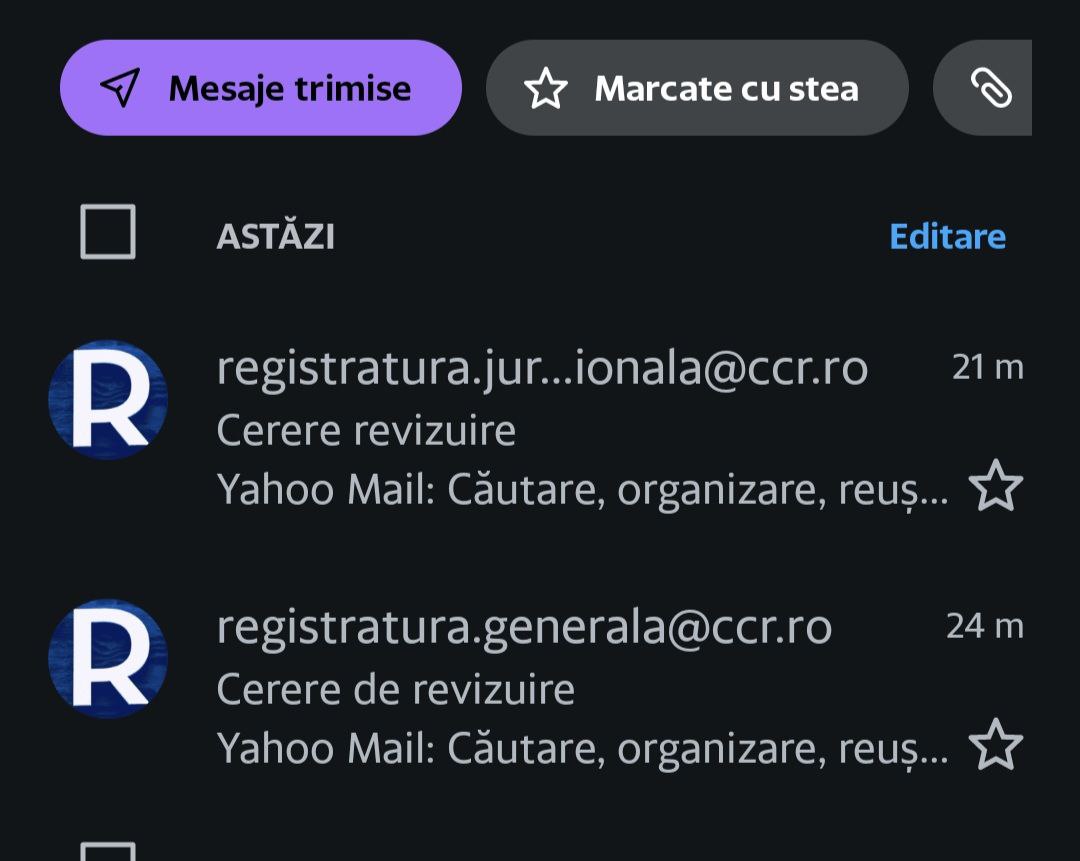 Mesaje trimise
Marcate cu stea
ASTĂZI
Editare
R
registratura.jur...ionala@ccr.ro
21 m
Cerere revizuire
Yahoo Mail: Căutare, organizare, reuș...
R
registratura.generala@ccr.ro
24 m
Cerere de revizuire
Yahoo Mail: Căutare, organizare, reuș...